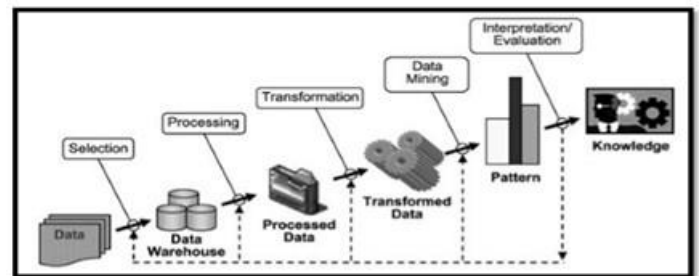 Interpretation/
Evaluation
Data
Mining
Transformation
Processing
Selection
Knowledge
Pattern
Transformed
Data
Processed
Data
Data
Warehouse
Data